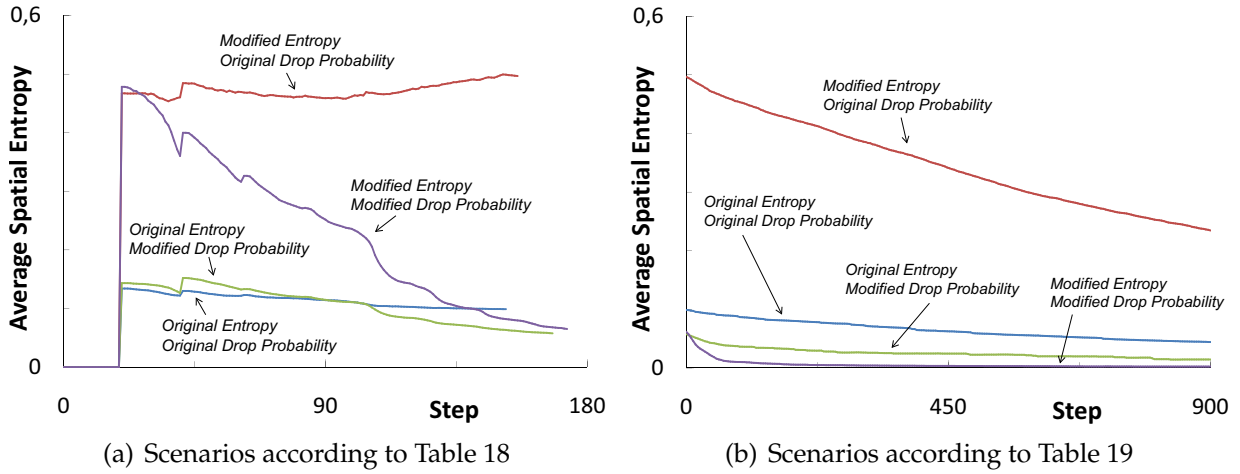 0,6
Average Spatial Entropy
0
Modified Entropy
Original Drop Probability
Modified Entropy
Modified Drop Probability
Original Entropy
Modified Drop Probability
Original Entropy
Original Drop Probability
0
90
Step
180
(a) Scenarios according to Table 18
0,6
Average Spatial Entropy
0
Modified Entropy
Original Drop Probability
Original Entropy
Original Drop Probability
Original Entropy
Modified Drop Probability
Modified Entropy
Modified Drop Probability
0
450
Step
900
(b) Scenarios according to Table 19